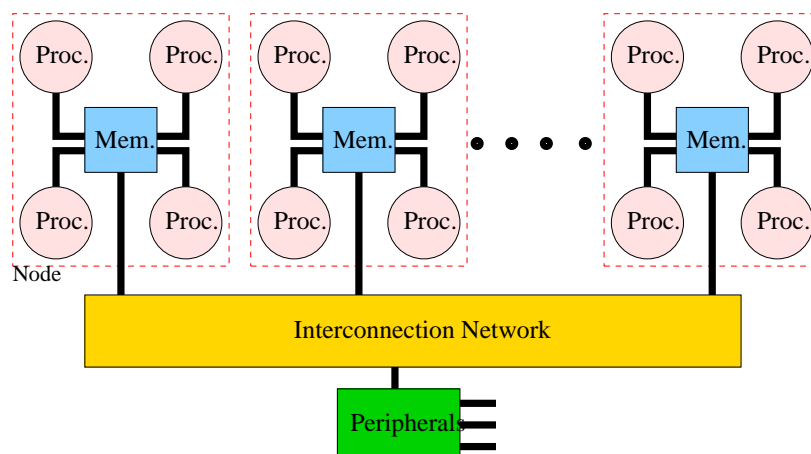 Proc. Proc. Proc. Proc. Proc. Proc.
Mem. Mem. Mem.
Proc. Proc. Proc. Proc. Proc. Proc.
Node
Interconnection Network
Peripherals